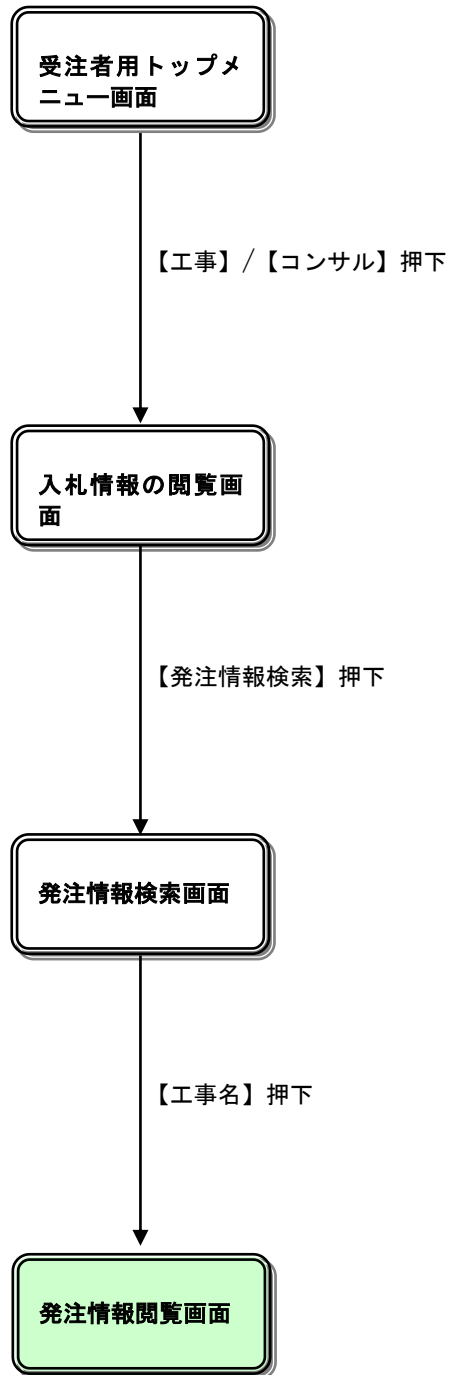 受注者用トップメ
ニュー画面
【工事】/【コンサル】押下
入札情報の閲覧画
面
【発注情報検索】押下
発注情報検索画面
【工事名】押下
発注情報閲覧画面